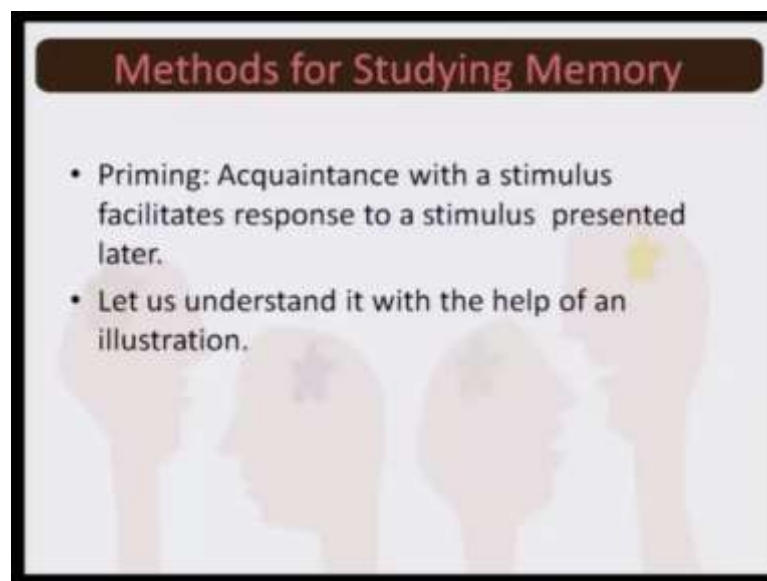 Methods for Studying Memory
• Priming: Acquaintance with a stimulus
facilitates response to a stimulus presented
later.
• Let us understand it with the help of an
illustration.